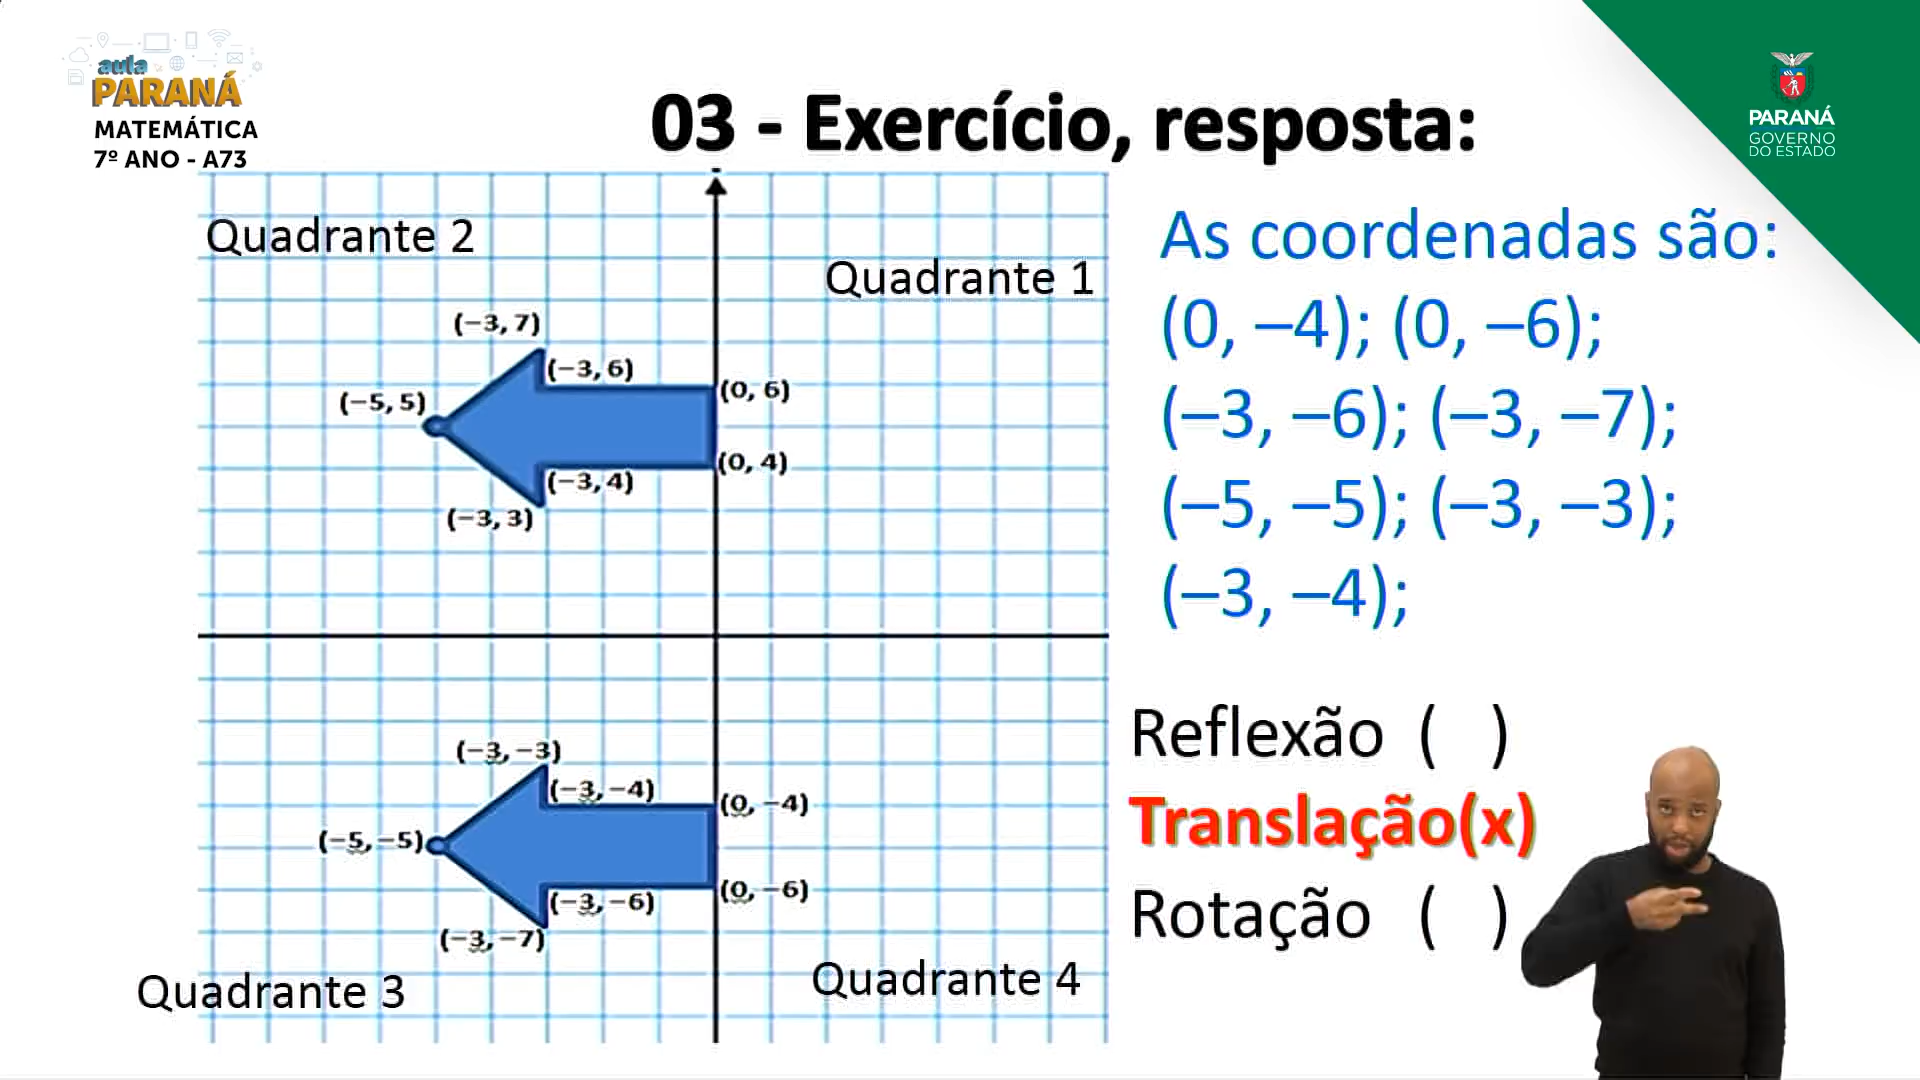 aula
PARANÁ
MATEMÁTICA
7º ANO - A73
03 - Exercício, resposta:
PARANÁ
GOVERNO
DO ESTADO
Quadrante 2
Quadrante 1
(−3, 7)
(−3, 6)
(−5, 5)
(0, 6)
(0, 4)
(−3, 4)
(−3, 3)
(−3, −3)
(−3, −4)
(0, −4)
(−5, −5)
(0, −6)
(−3, −6)
(−3, −7)
Quadrante 3
Quadrante 4
As coordenadas são:
(0, –4); (0, –6);
(–3, –6); (–3, –7);
(–5, –5); (–3, –3);
(–3, –4);
Reflexão ( )
Translação(x)
Rotação ( )